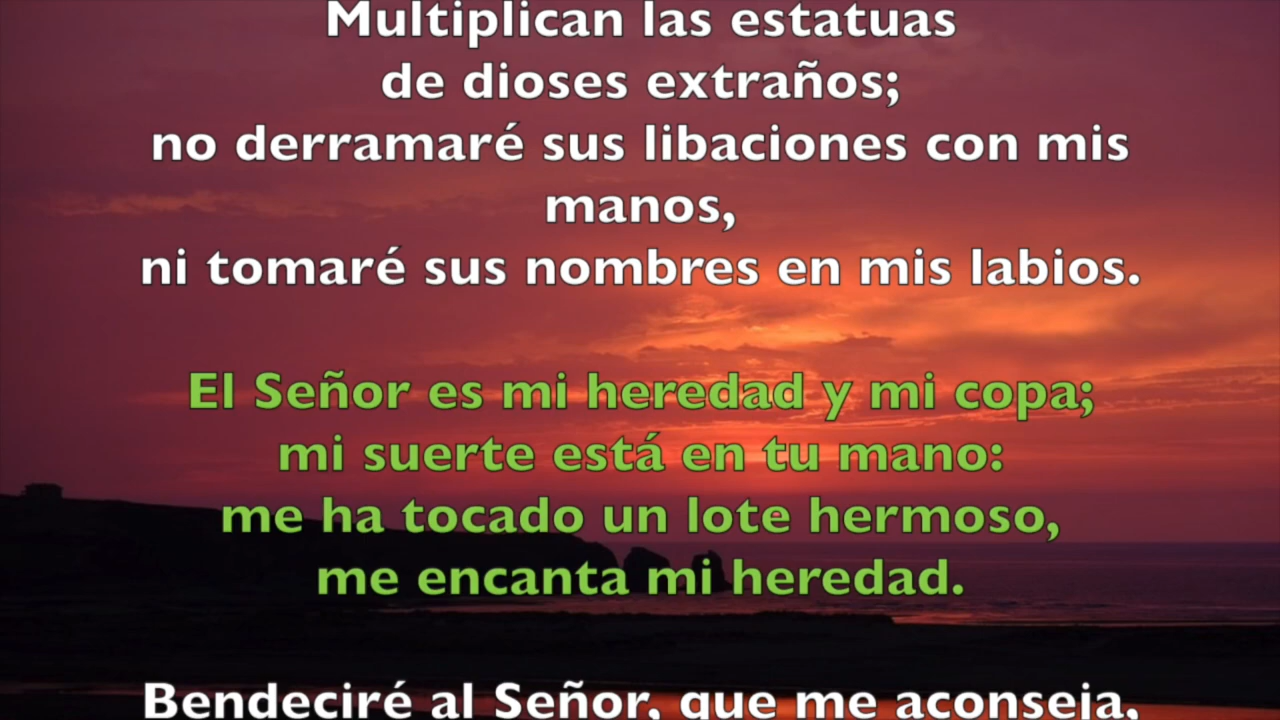 Multiplican las estatuas
de dioses extraños;
no derramaré sus libaciones con mis
manos,
ni tomaré sus nombres en mis labios.
El Señor es mi heredad y mi copa;
mi suerte está en tu mano:
me ha tocado un lote hermoso,
me encanta mi heredad.
Bendeciré al Señor, que me aconseja,